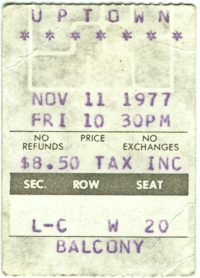 UPTOWN
* * * * * * *
NOV 11 1977
FRI 10 30PM
NO REFUNDS PRICE NO EXCHANGES
$8.50 TAX INC
SEC. ROW SEAT
L-C W 20
BALCONY